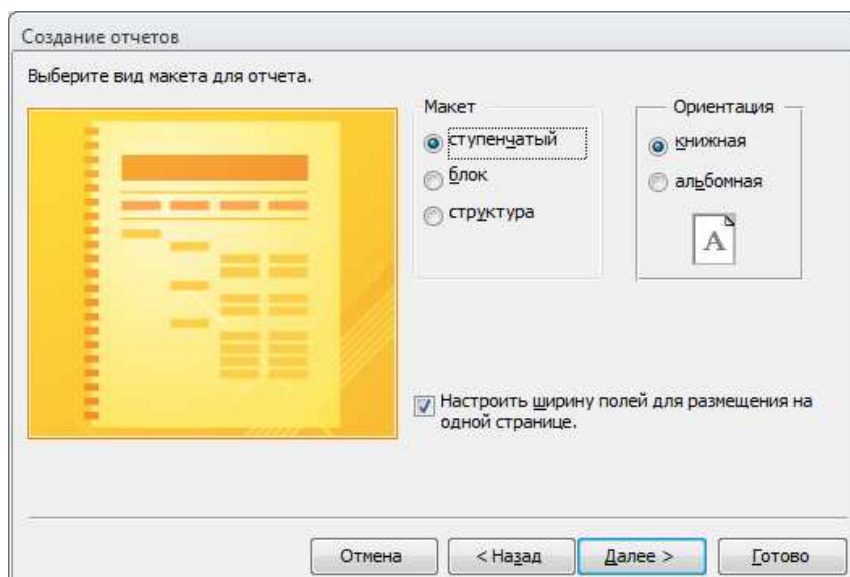 Создание отчетов
Выберите вид макета для отчета.
Макет
ступенчатый
блок
структура
Ориентация
книжная
альбомная
A
Настроить ширину полей для размещения на
одной странице.
Отмена
< Назад
Далее >
Готово